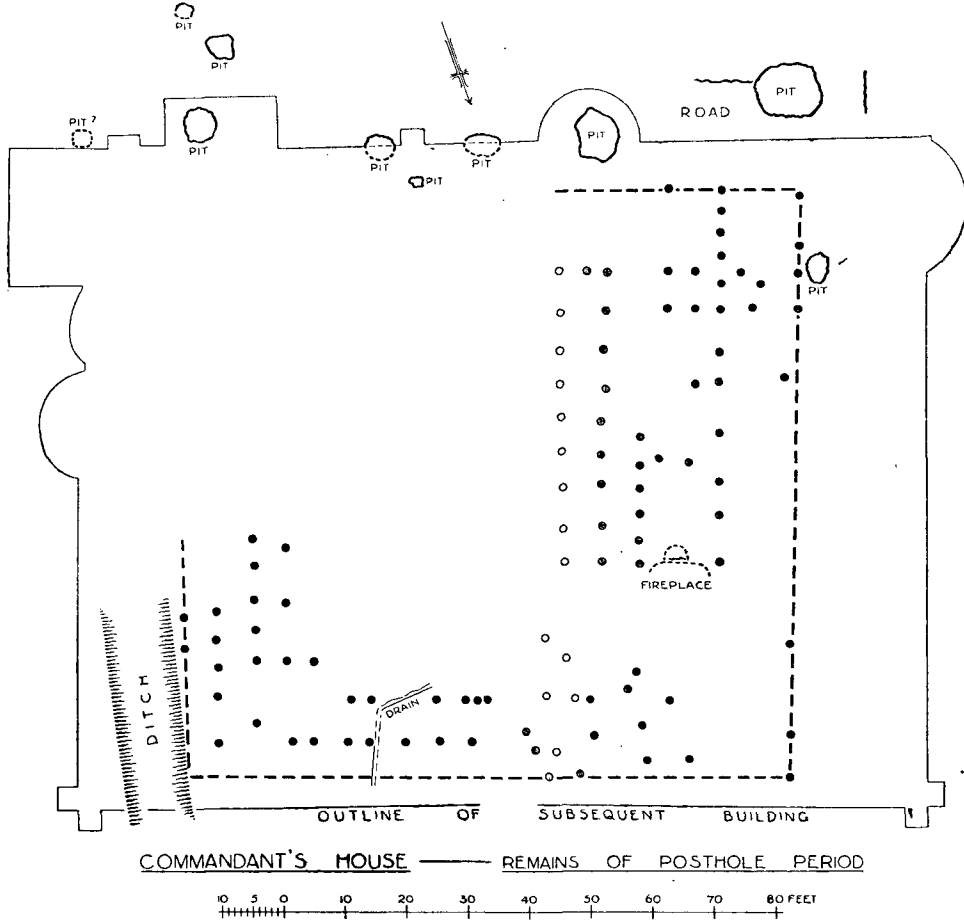 PIT
PIT
PIT ?
PIT
PIT
PIT
PIT
PIT
ROAD
PIT
PIT
FIREPLACE
DITCH
DRAIN
OUTLINE OF SUBSEQUENT BUILDING
COMMANDANT'S HOUSE — REMAINS OF POSTHOLE PERIOD
10 5 0 10 20 30 40 50 60 70 80 FEET